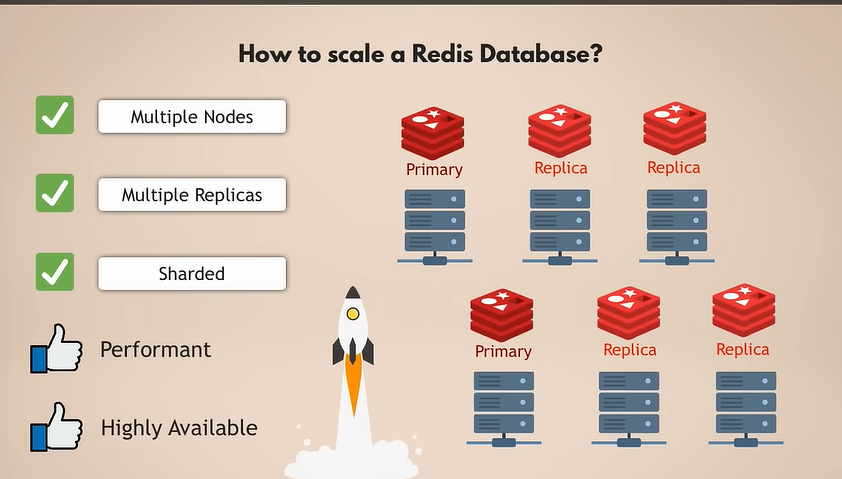 How to scale a Redis Database?
Multiple Nodes
Multiple Replicas
Sharded
Performant
Highly Available
Primary
Replica
Replica
Primary
Replica
Replica